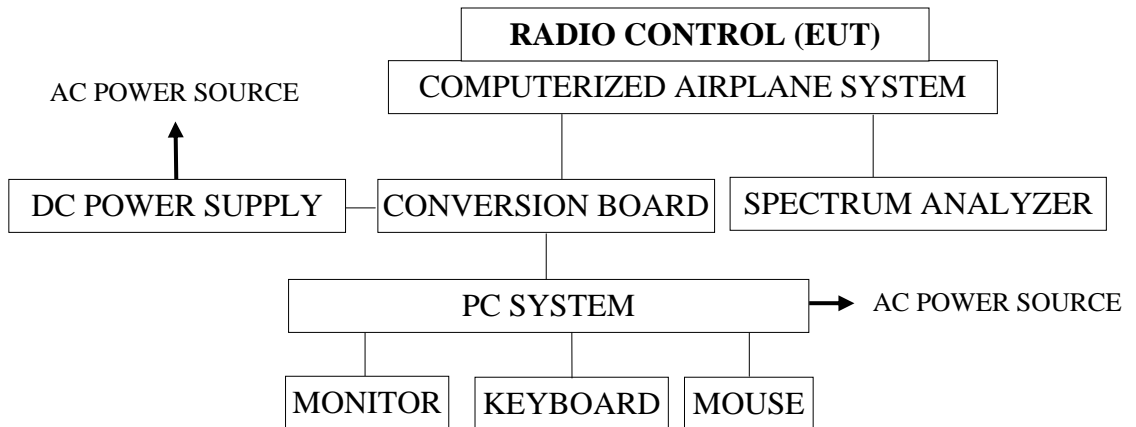 RADIO CONTROL (EUT)
COMPUTERIZED AIRPLANE SYSTEM
AC POWER SOURCE
DC POWER SUPPLY
CONVERSION BOARD
SPECTRUM ANALYZER
PC SYSTEM
AC POWER SOURCE
MONITOR
KEYBOARD
MOUSE